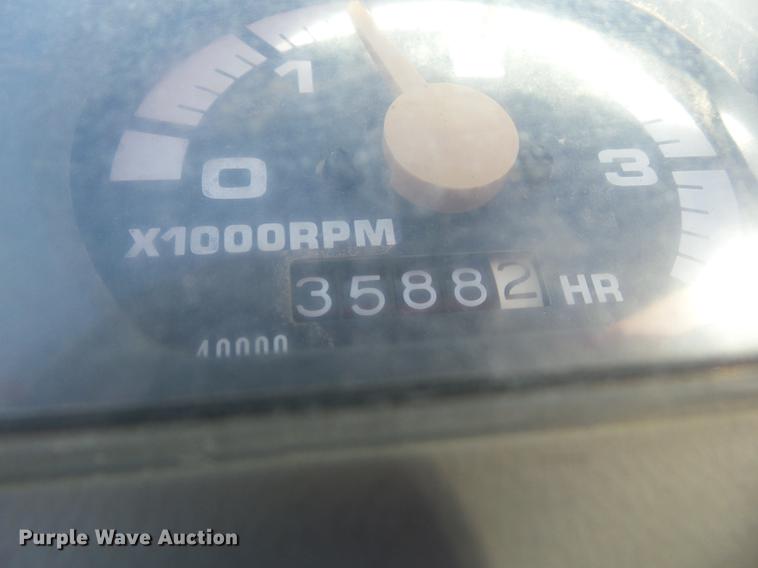 1
0
3
X1000RPM
35882 HR
40000
Purple Wave Auction